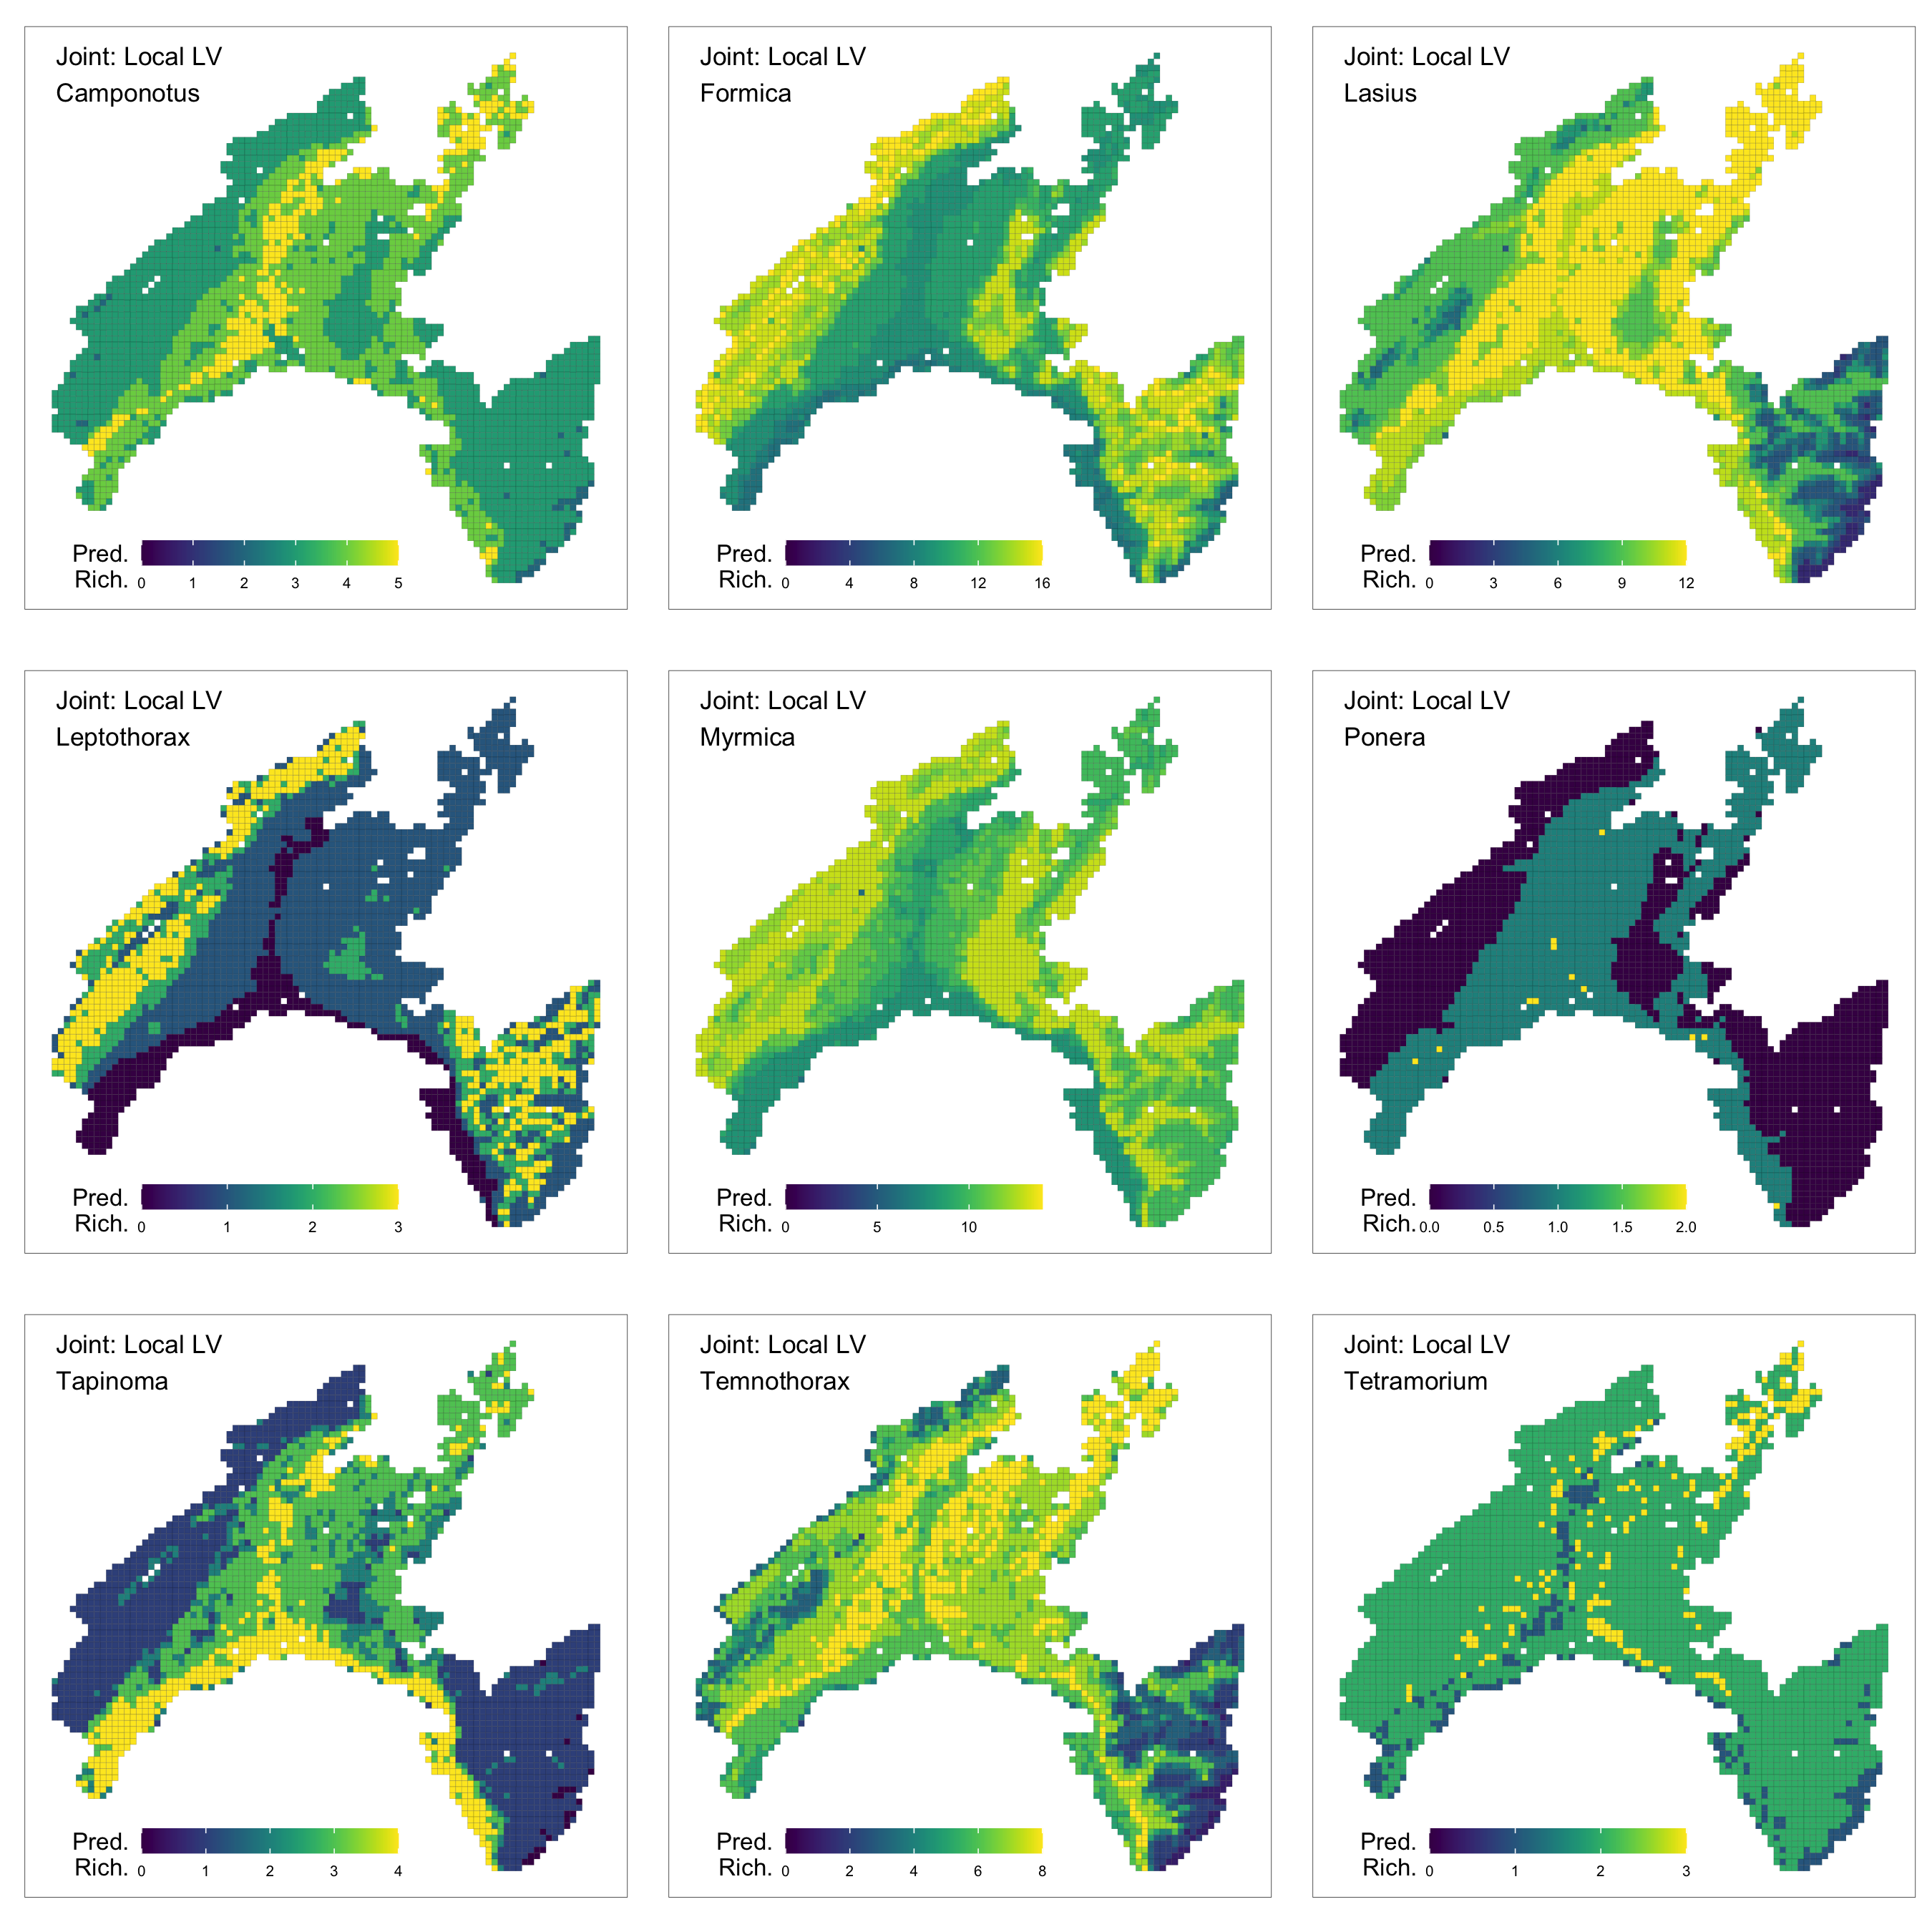 Joint: Local LV
Camponotus
Pred.
Rich.
0 1 2 3 4 5
Joint: Local LV
Formica
Pred.
Rich.
0 4 8 12 16
Joint: Local LV
Lasius
Pred.
Rich.
0 3 6 9 12
Joint: Local LV
Leptothorax
Pred.
Rich.
0 1 2 3
Joint: Local LV
Myrmica
Pred.
Rich.
0 5 10
Joint: Local LV
Ponera
Pred.
Rich.
0.0 0.5 1.0 1.5 2.0
Joint: Local LV
Tapinoma
Pred.
Rich.
0 1 2 3 4
Joint: Local LV
Temnothorax
Pred.
Rich.
0 2 4 6 8
Joint: Local LV
Tetramorium
Pred.
Rich.
0 1 2 3